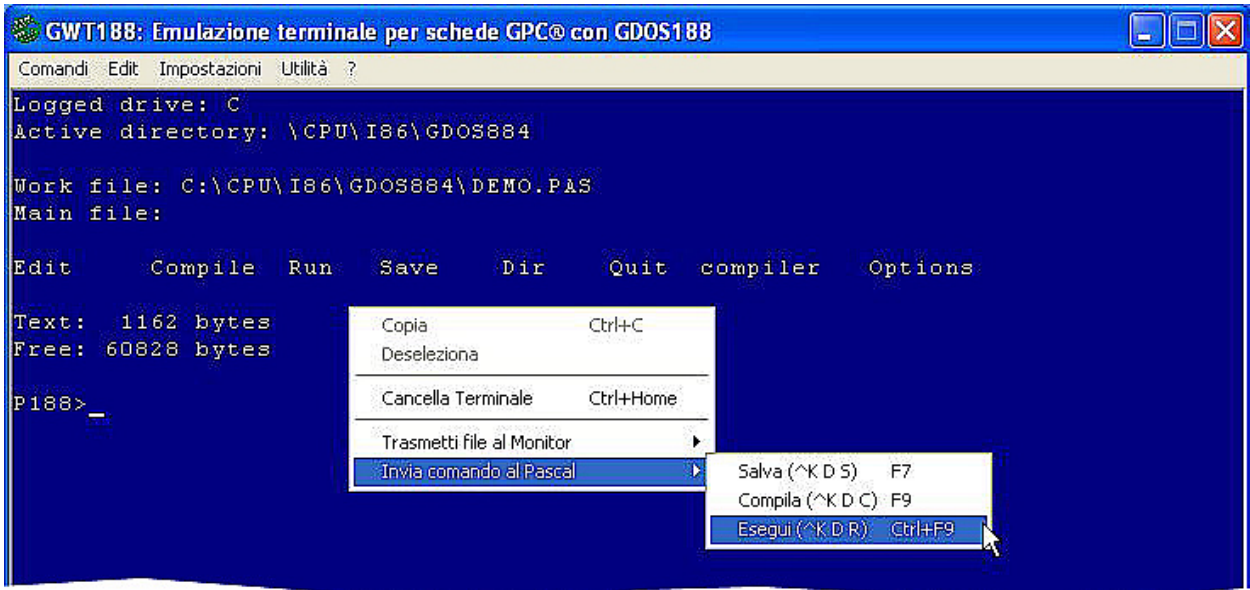 GWT188: Emulazione terminale per schede GPC® con GDOS188
Comandi Edit Impostazioni Utilità ?
Logged drive: C
Active directory: \CPU\I86\GDOS884
Work file: C:\CPU\I86\GDOS884\DEMO.PAS
Main file:
Edit Compile Run Save Dir Quit compiler Options
Text: 1162 bytes
Free: 60828 bytes
P188>_
Copia Ctrl+C
Deseleziona
Cancella Terminale Ctrl+Home
Trasmetti file al Monitor
Invia comando al Pascal
Salva (^K D S) F7
Compila (^K D C) F9
Esegui (^K D R) Ctrl+F9